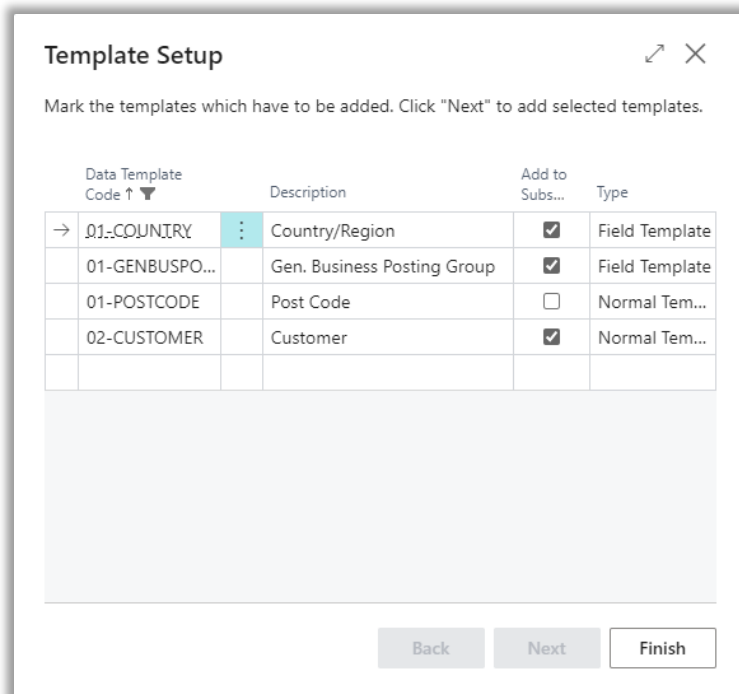 Template Setup
Mark the templates which have to be added. Click "Next" to add selected templates.
Data Template Code ↑ Description Add to Subs... Type
01-COUNTRY Country/Region Field Template
01-GENBUSPO... Gen. Business Posting Group Field Template
01-POSTCODE Post Code Normal Tem...
02-CUSTOMER Customer Normal Tem...
Back Next Finish